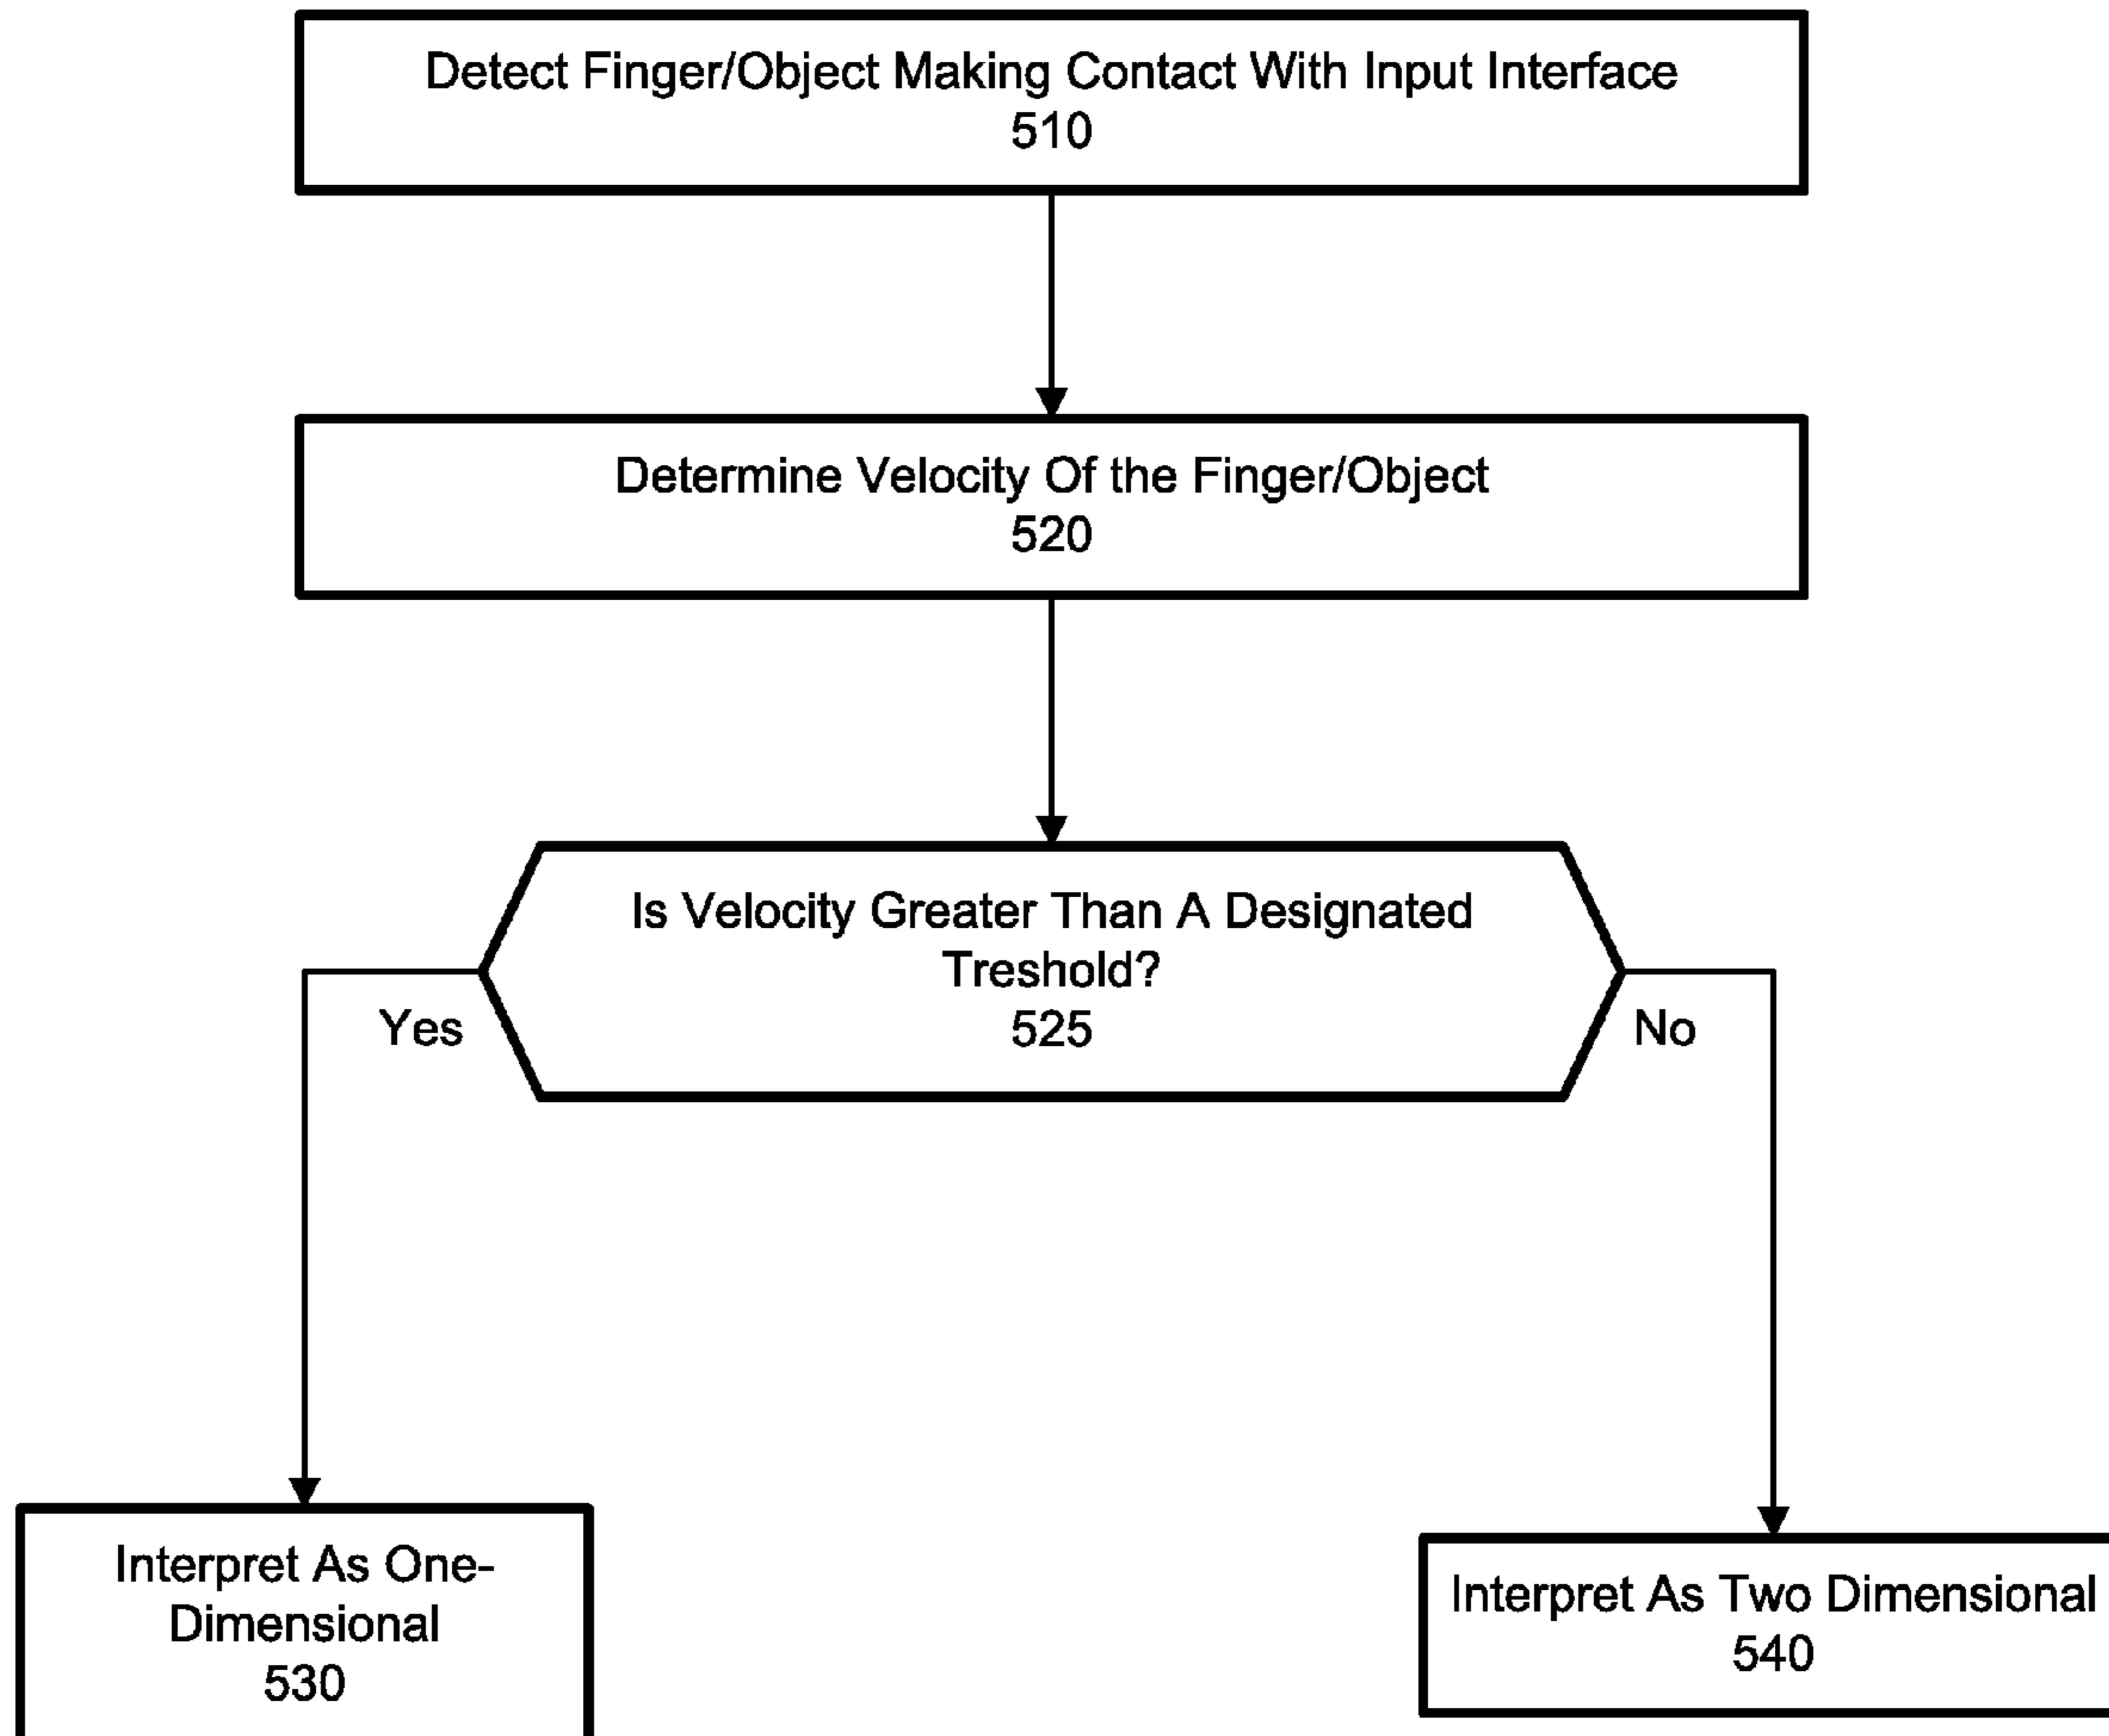 Detect Finger/Object Making Contact With Input Interface
510
Determine Velocity Of the Finger/Object
520
Is Velocity Greater Than A Designated
Treshold?
525
Yes
No
Interpret As One-
Dimensional
530
Interpret As Two Dimensional
540